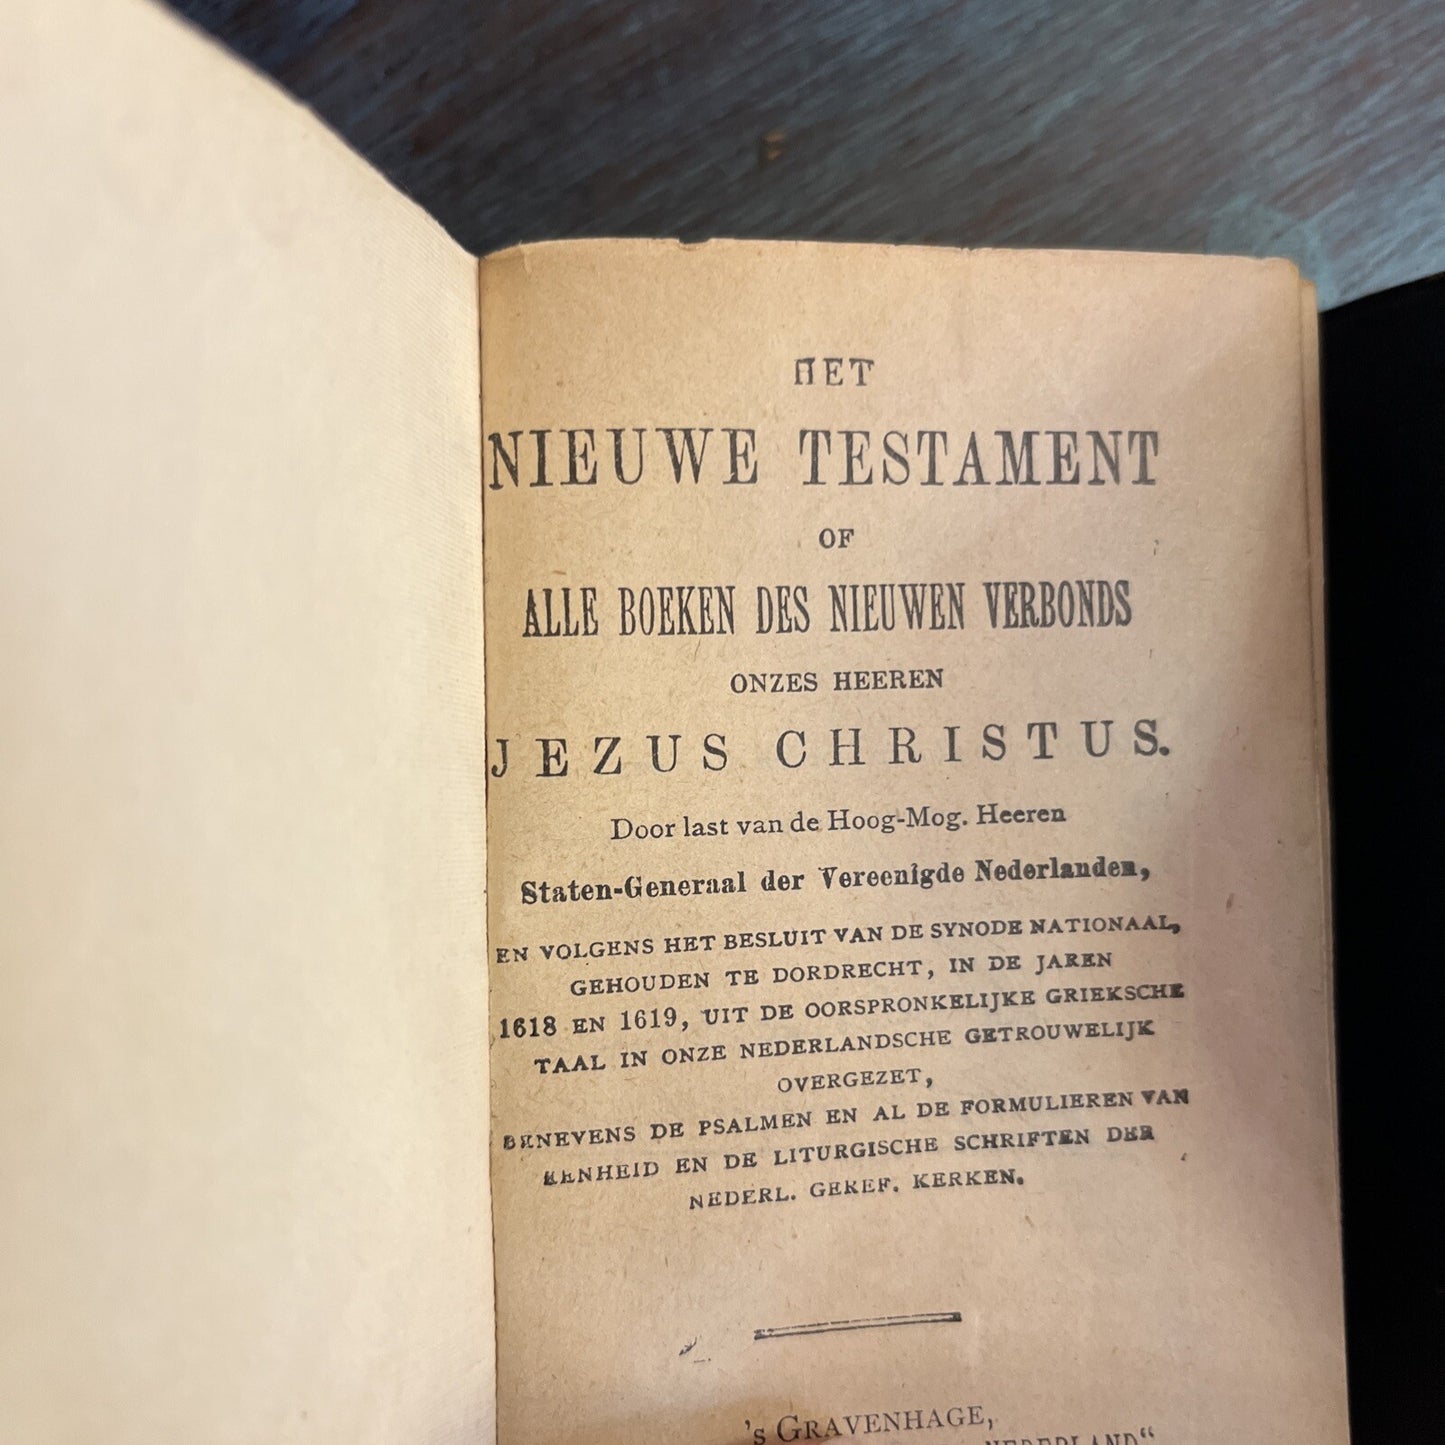 HET
NIEUWE TESTAMENT
OF
ALLE BOEKEN DES NIEUWEN VERBONDS
ONZES HEEREN
JEZUS CHRISTUS.
Door last van de Hoog-Mog. Heeren
Staten-Generaal der Vereenigde Nederlanden,
EN VOLGENS HET BESLUIT VAN DE SYNODE NATIONAAL,
GEHOUDEN TE DORDRECHT, IN DE JAREN
1618 EN 1619, UIT DE OORSPRONKELIJKE GRIEKSCHE
TAAL IN ONZE NEDERLANDSCHE GETROUWELIJK
OVERGEZET,
BENEVENS DE PSALMEN EN AL DE FORMULIEREN VAN
EENHEID EN DE LITURGISCHE SCHRIFTEN DER
NEDERL. GEREF. KERKEN.
's GRAVENHAGE,
NEDERLAND“